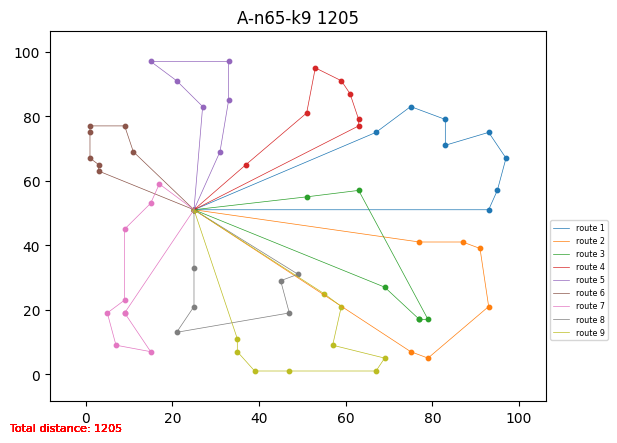 A-n65-k9 1205
100
80
60
40
20
0
0 20 40 60 80 100
route 1
route 2
route 3
route 4
route 5
route 6
route 7
route 8
route 9
Total distance: 1205